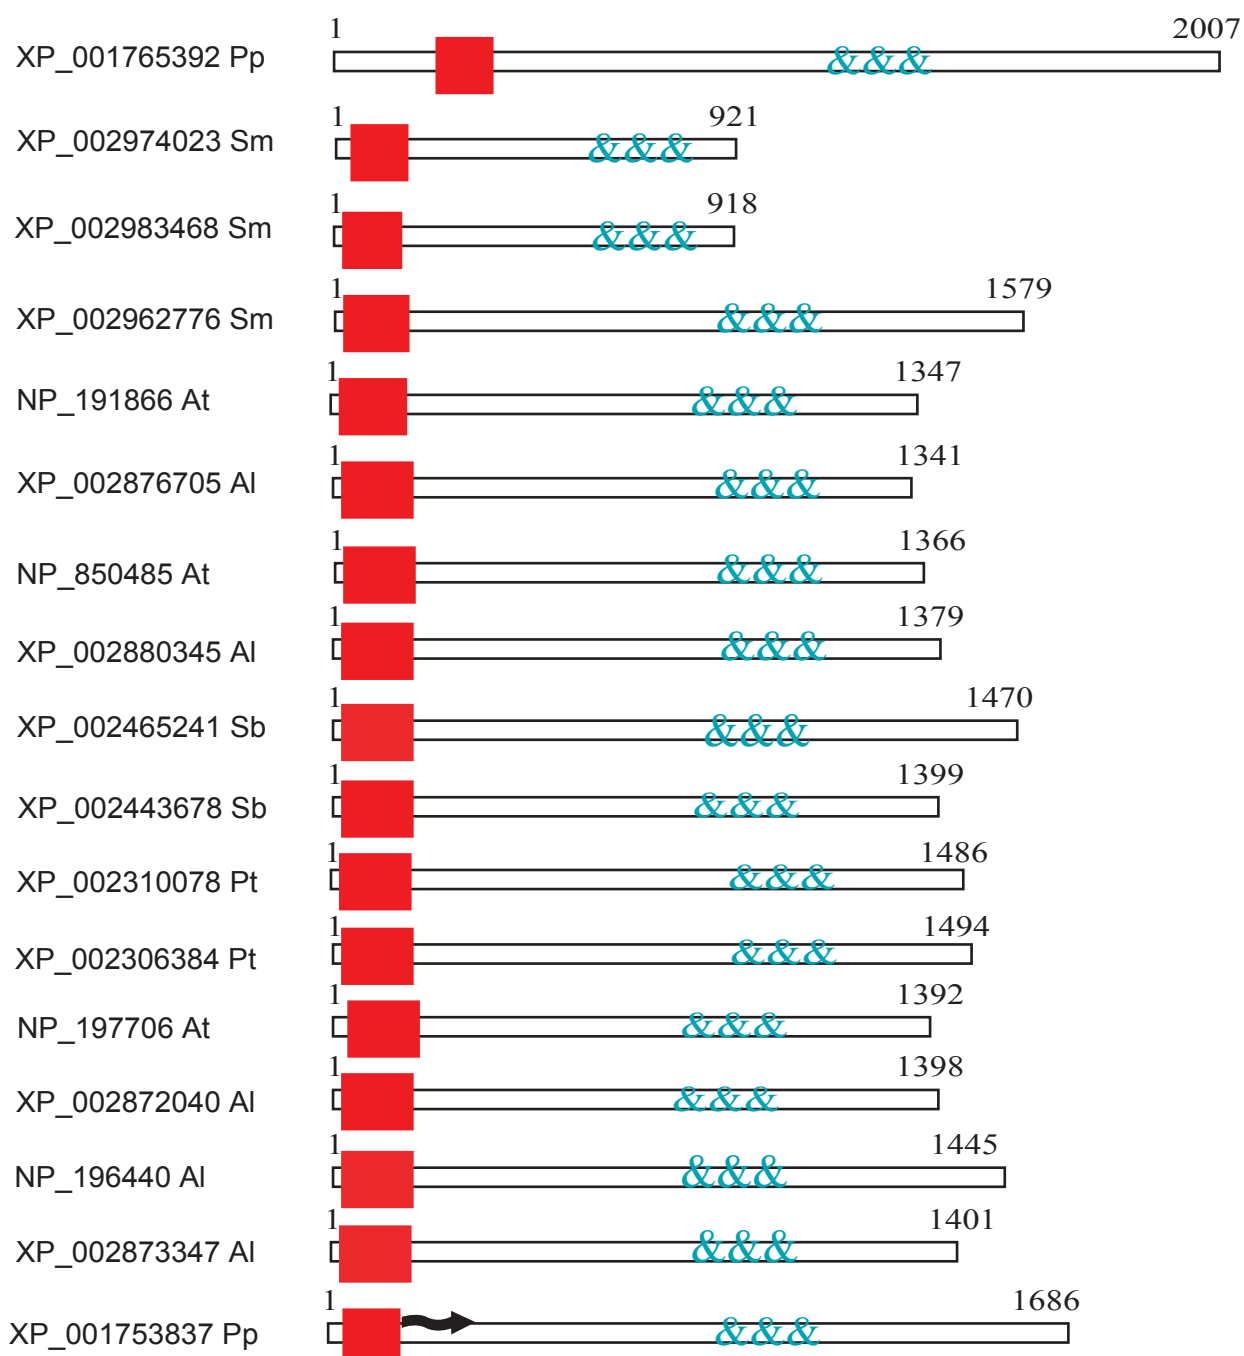 1 2007
XP_001765392 Pp &&&
1 921
XP_002974023 Sm &&&
1 918
XP_002983468 Sm &&&
1 1579
XP_002962776 Sm &&&
1 1347
NP_191866 At &&&
1 1341
XP_002876705 Al &&&
1 1366
NP_850485 At &&&
1 1379
XP_002880345 Al &&&
1 1470
XP_002465241 Sb &&&
1 1399
XP_002443678 Sb &&&
1 1486
XP_002310078 Pt &&&
1 1494
XP_002306384 Pt &&&
1 1392
NP_197706 At &&&
1 1398
XP_002872040 Al &&&
1 1445
NP_196440 Al &&&
1 1401
XP_002873347 Al &&&
1 1686
XP_001753837 Pp &&&